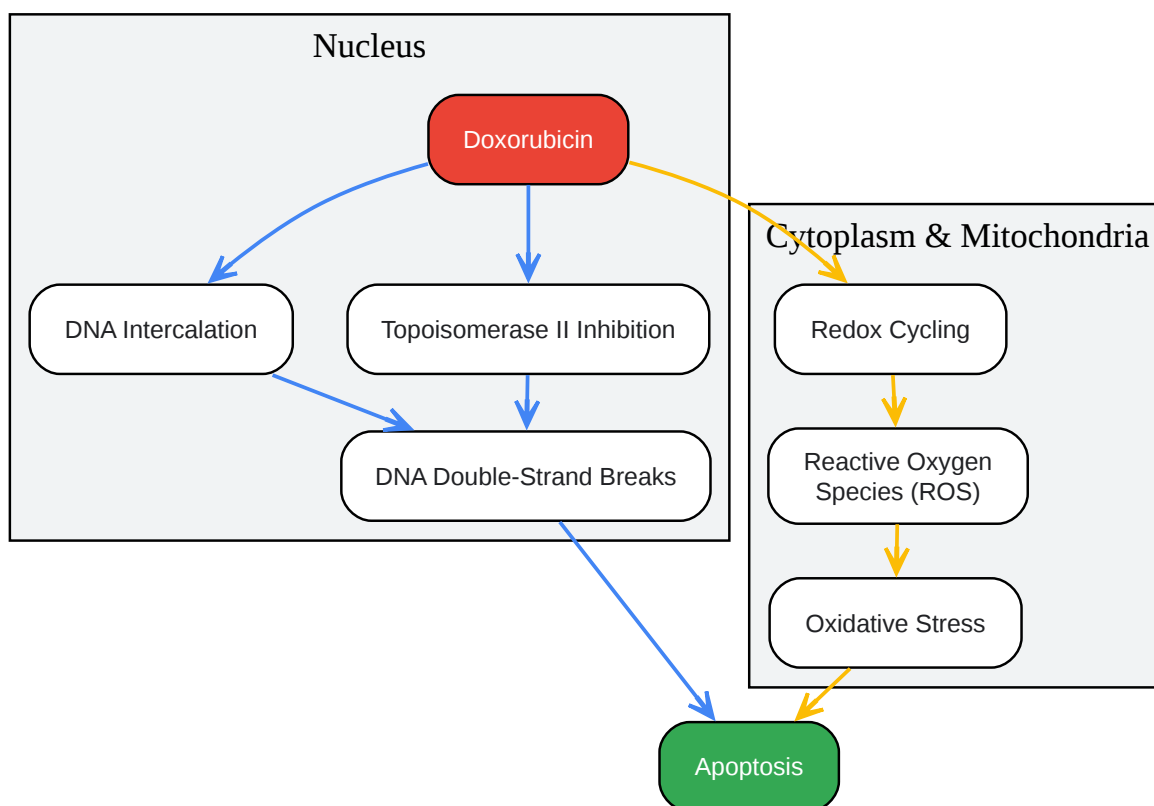 Nucleus
Doxorubicin
Cytoplasm & Mitochondria
DNA Intercalation
Topoisomerase II Inhibition
Redox Cycling
DNA Double-Strand Breaks
Reactive Oxygen
Species (ROS)
Oxidative Stress
Apoptosis